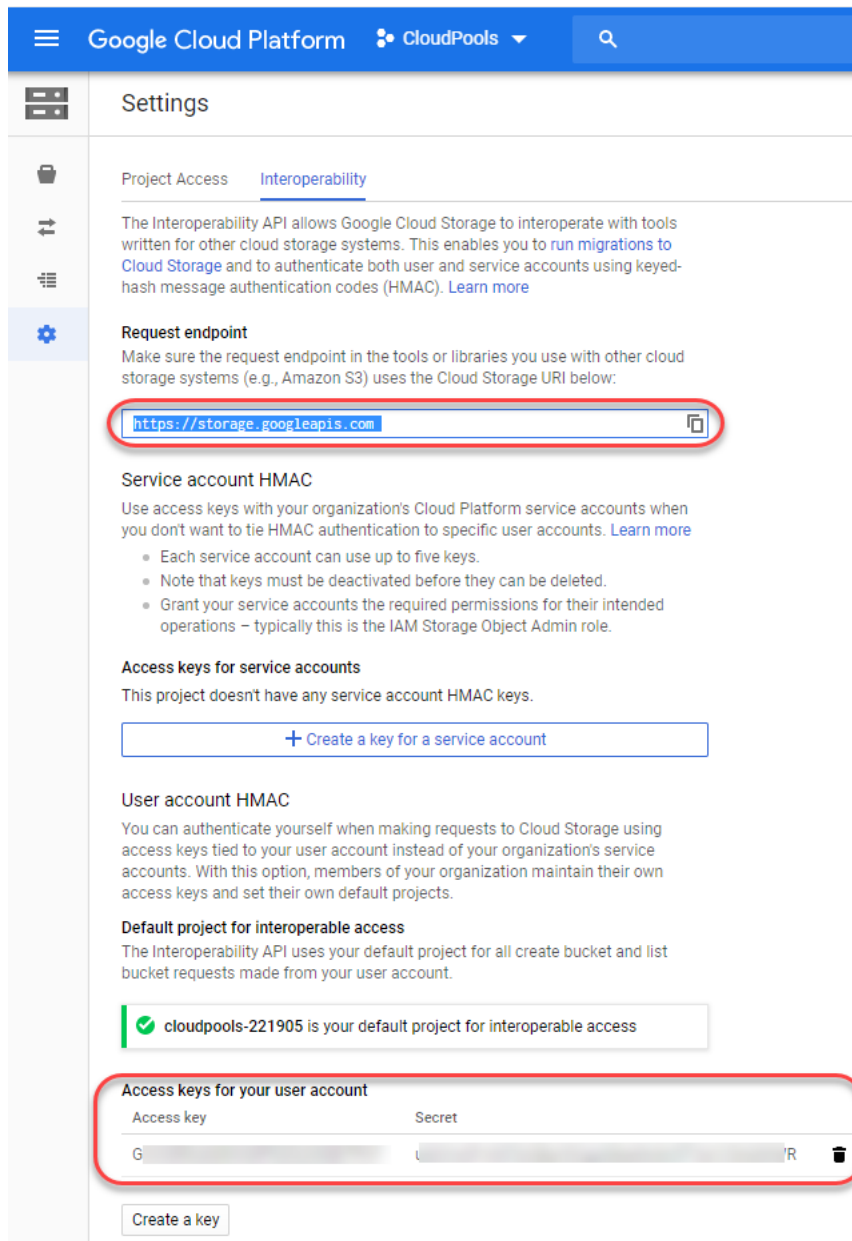 Google Cloud Platform CloudPools
Settings
Project Access Interoperability
The Interoperability API allows Google Cloud Storage to interoperate with tools
written for other cloud storage systems. This enables you to run migrations to
Cloud Storage and to authenticate both user and service accounts using keyed-
hash message authentication codes (HMAC). Learn more
Request endpoint
Make sure the request endpoint in the tools or libraries you use with other cloud
storage systems (e.g., Amazon S3) uses the Cloud Storage URI below:
https://storage.googleapis.com
Service account HMAC
Use access keys with your organization's Cloud Platform service accounts when
you don't want to tie HMAC authentication to specific user accounts. Learn more
Each service account can use up to five keys.
Note that keys must be deactivated before they can be deleted.
Grant your service accounts the required permissions for their intended
operations – typically this is the IAM Storage Object Admin role.
Access keys for service accounts
This project doesn't have any service account HMAC keys.
+ Create a key for a service account
User account HMAC
You can authenticate yourself when making requests to Cloud Storage using
access keys tied to your user account instead of your organization's service
accounts. With this option, members of your organization maintain their own
access keys and set their own default projects.
Default project for interoperable access
The Interoperability API uses your default project for all create bucket and list
bucket requests made from your user account.
cloudpools-221905 is your default project for interoperable access
Access keys for your user account
Access key Secret
Create a key